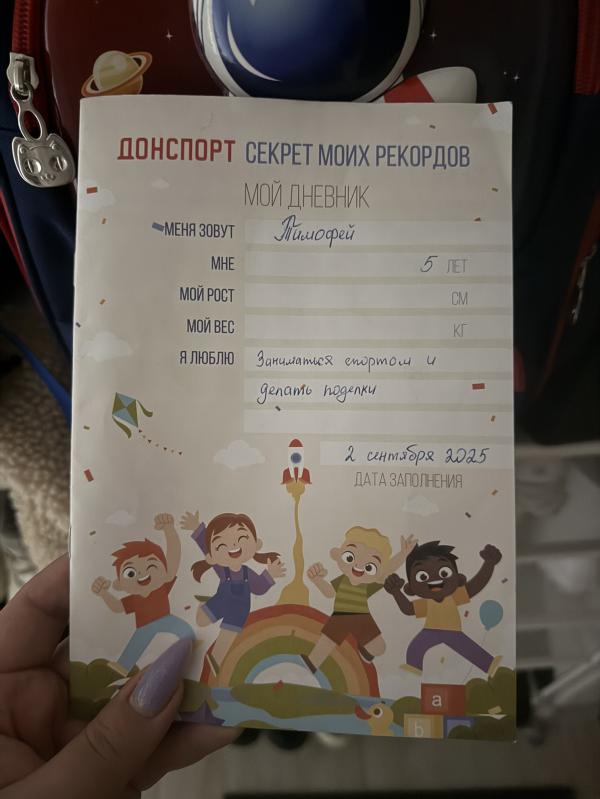 ДОНСПОРТ СЕКРЕТ МОИХ РЕКОРДОВ
МОЙ ДНЕВНИК
МЕНЯ ЗОВУТ Тимофей
МНЕ 5 ЛЕТ
МОЙ РОСТ СМ
МОЙ ВЕС КГ
Я ЛЮБЛЮ Заниматься спортом и
делать поделки
2 сентября 2025
ДАТА ЗАПОЛНЕНИЯ
a
b